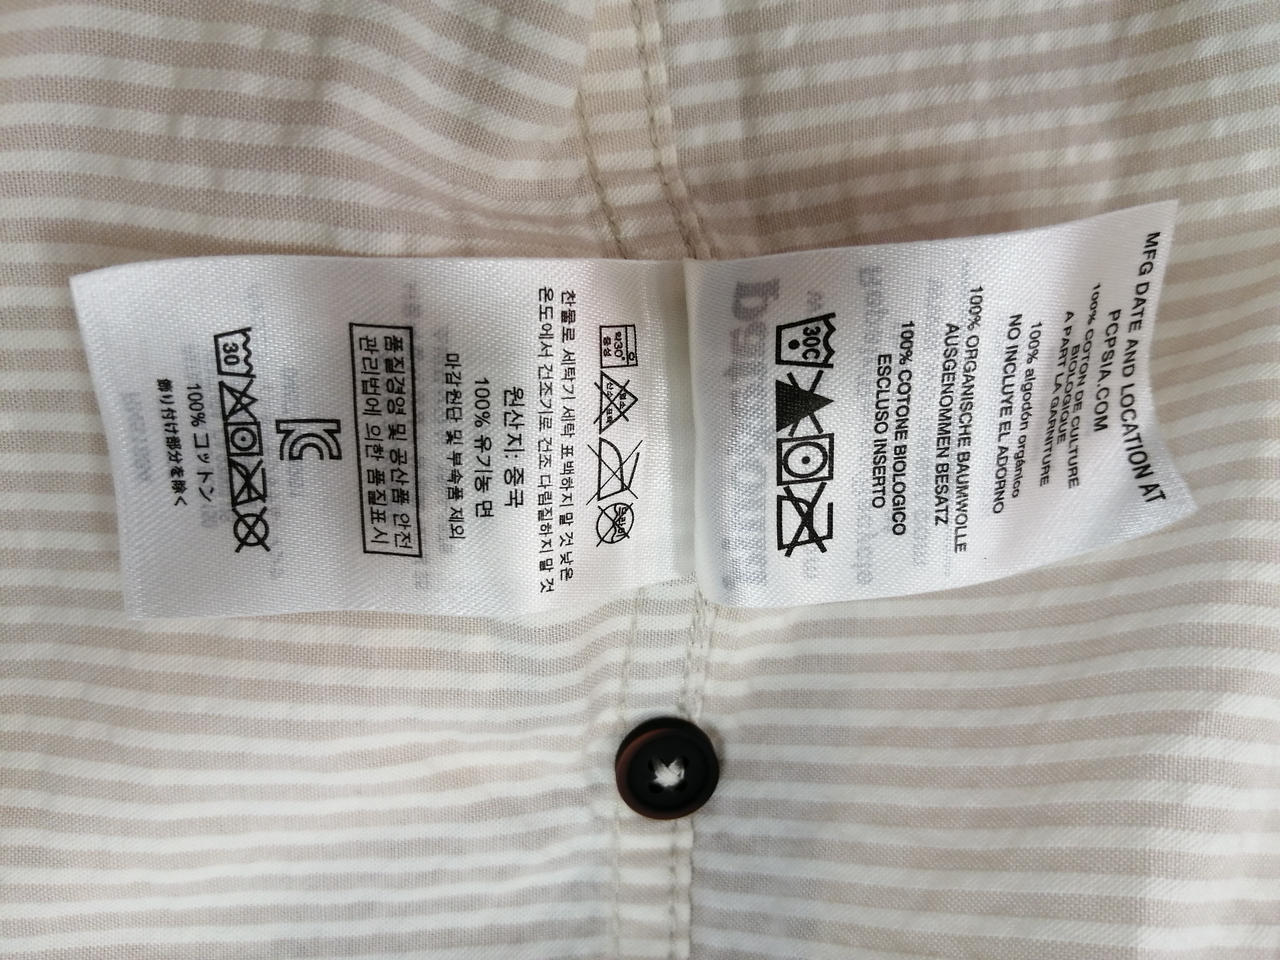 MFG DATE AND LOCATION AT
PCPSIA.COM
100% COTON DE CULTURE
BIOLOGIQUE
A PART LA GARNITURE
100% algodón orgánico
NO INCLUYE EL ADORNO
100% ORGANISCHE BAUMWOLLE
AUSGENOMMEN BESATZ
100% COTONE BIOLOGICO
ESCLUSO INSERTO
30C
찬물로 세탁기 세탁 표백하지 말 것 낮은
온도에서 건조기로 건조 다림질하지 말 것
원산지: 중국
100% 유기농 면
마감원단 및 부속품 제외
품질경영 및 공산품 안전
관리법에 의한 품질표시
30
100% コットン
飾り付け部分を除く